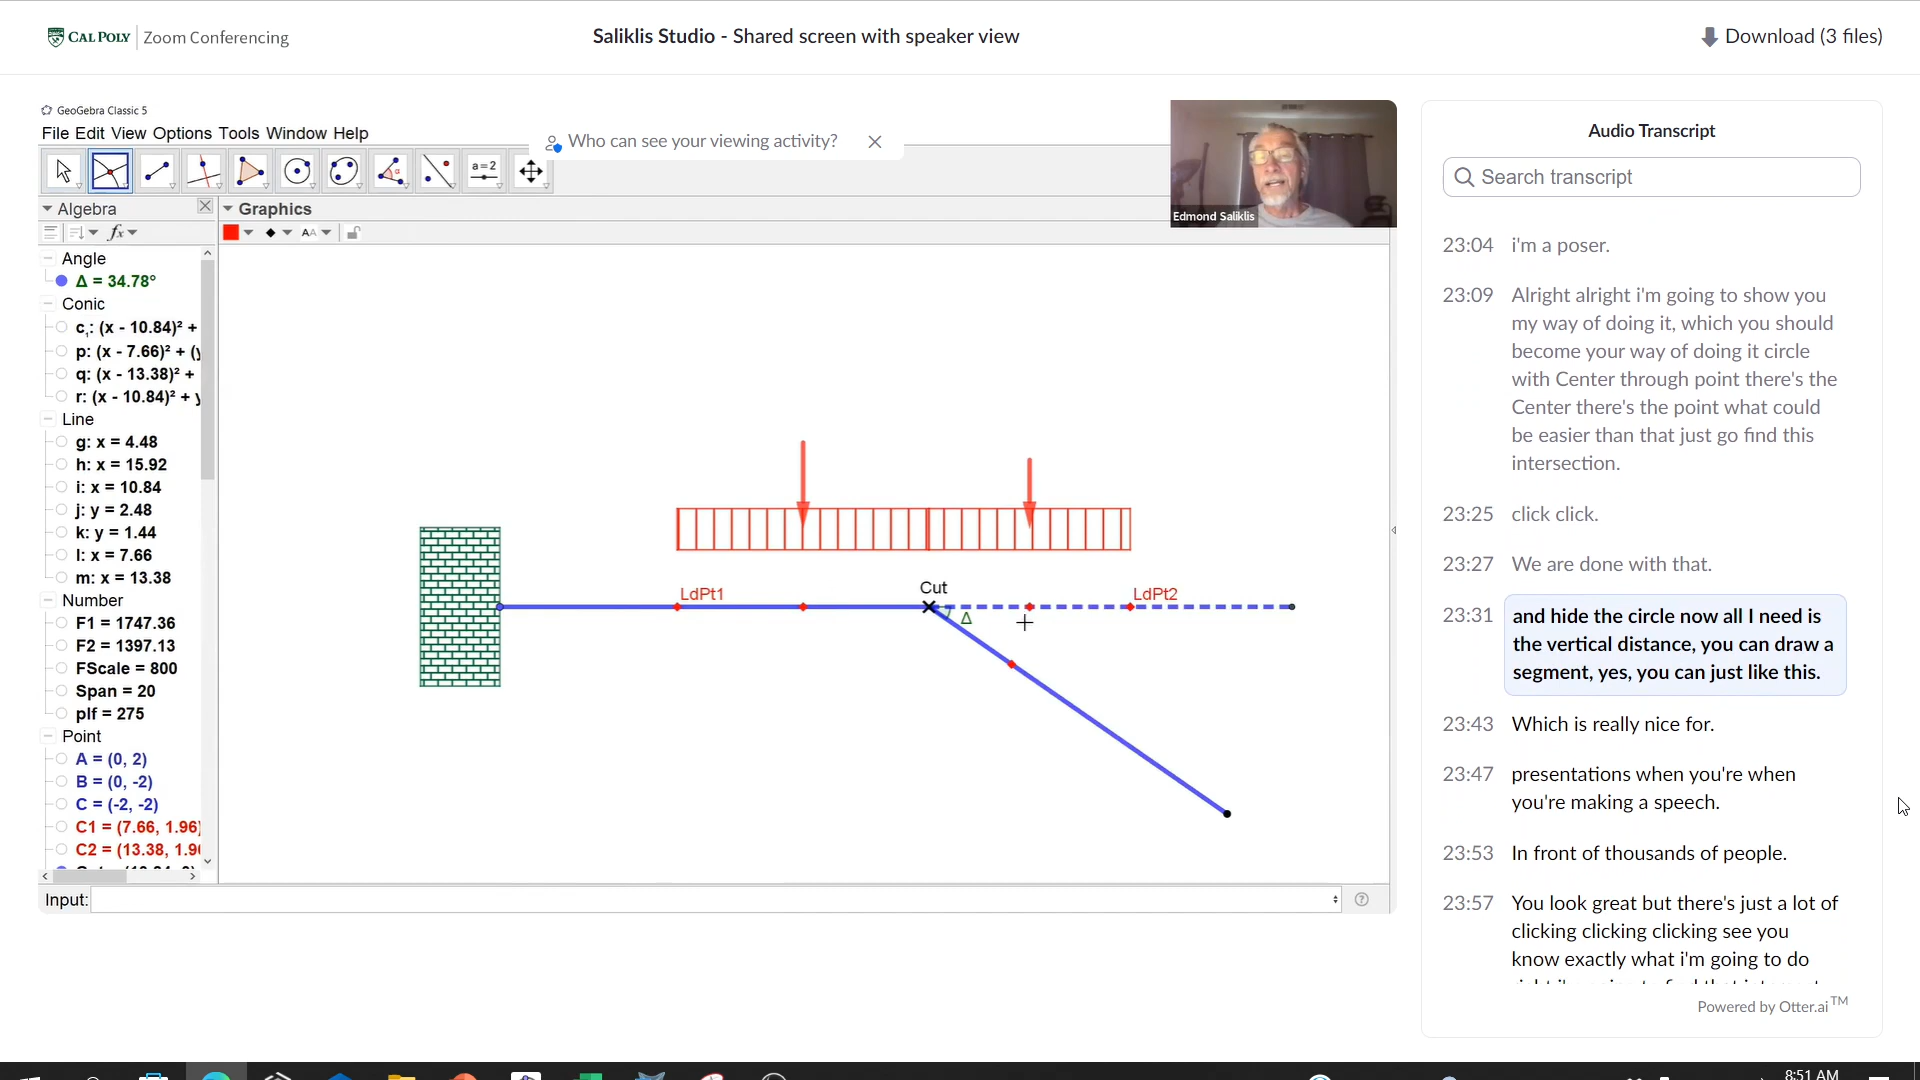 CAL POLY Zoom Conferencing
Saliklis Studio - Shared screen with speaker view
Download (3 files)
GeoGebra Classic 5
File Edit View Options Tools Window Help
Who can see your viewing activity?
a=2
Edmond Saliklis
Algebra
Graphics
fx
AA
Angle
Δ = 34.78°
Conic
c₁: (x - 10.84)² +
p: (x - 7.66)² + (y
q: (x - 13.38)² +
r: (x - 10.84)² + y
Line
g: x = 4.48
h: x = 15.92
i: x = 10.84
j: y = 2.48
k: y = 1.44
l: x = 7.66
m: x = 13.38
Number
F1 = 1747.36
F2 = 1397.13
FScale = 800
Span = 20
plf = 275
Point
A = (0, 2)
B = (0, -2)
C = (-2, -2)
C1 = (7.66, 1.96)
C2 = (13.38, 1.96
Input:
LdPt1
Cut
Δ
LdPt2
Audio Transcript
Search transcript
23:04 i'm a poser.
23:09 Alright alright i'm going to show you
my way of doing it, which you should
become your way of doing it circle
with Center through point there's the
Center there's the point what could
be easier than that just go find this
intersection.
23:25 click click.
23:27 We are done with that.
23:31 and hide the circle now all I need is
the vertical distance, you can draw a
segment, yes, you can just like this.
23:43 Which is really nice for.
23:47 presentations when you're when
you're making a speech.
23:53 In front of thousands of people.
23:57 You look great but there's just a lot of
clicking clicking clicking see you
know exactly what i'm going to do
Powered by Otter.ai™
8:51 AM